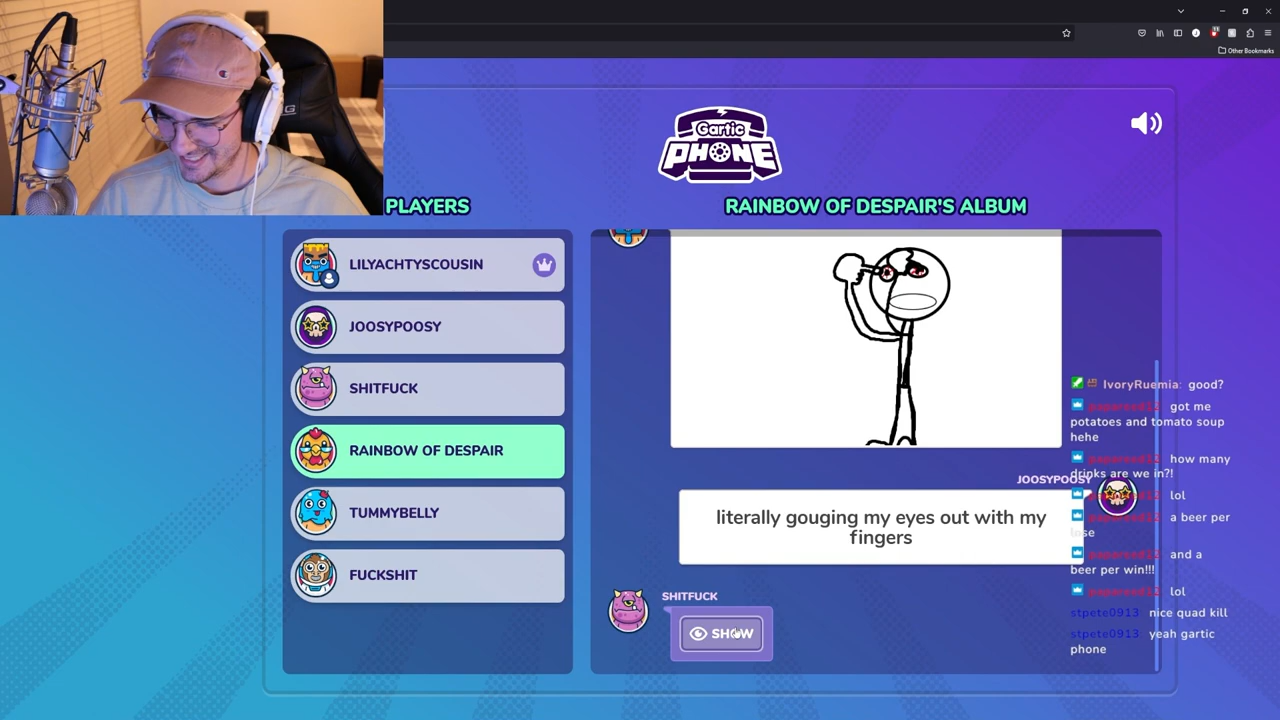 Other Bookmarks
Gartic
PHONE
PLAYERS
RAINBOW OF DESPAIR'S ALBUM
LILYACHTYSCOUSIN
JOOSYPOOSY
SHITFUCK
RAINBOW OF DESPAIR
TUMMYBELLY
FUCKSHIT
JOOSYPOOSY
literally gouging my eyes out with my
fingers
SHITFUCK
SHOW
IvoryRuemia: good?
got me
potatoes and tomato soup
hehe
how many
drinks are we in?!
lol
a beer per
lose
and a
beer per win!!!
lol
stpete0913 nice quad kill
stpete0913 yeah gartic
phone